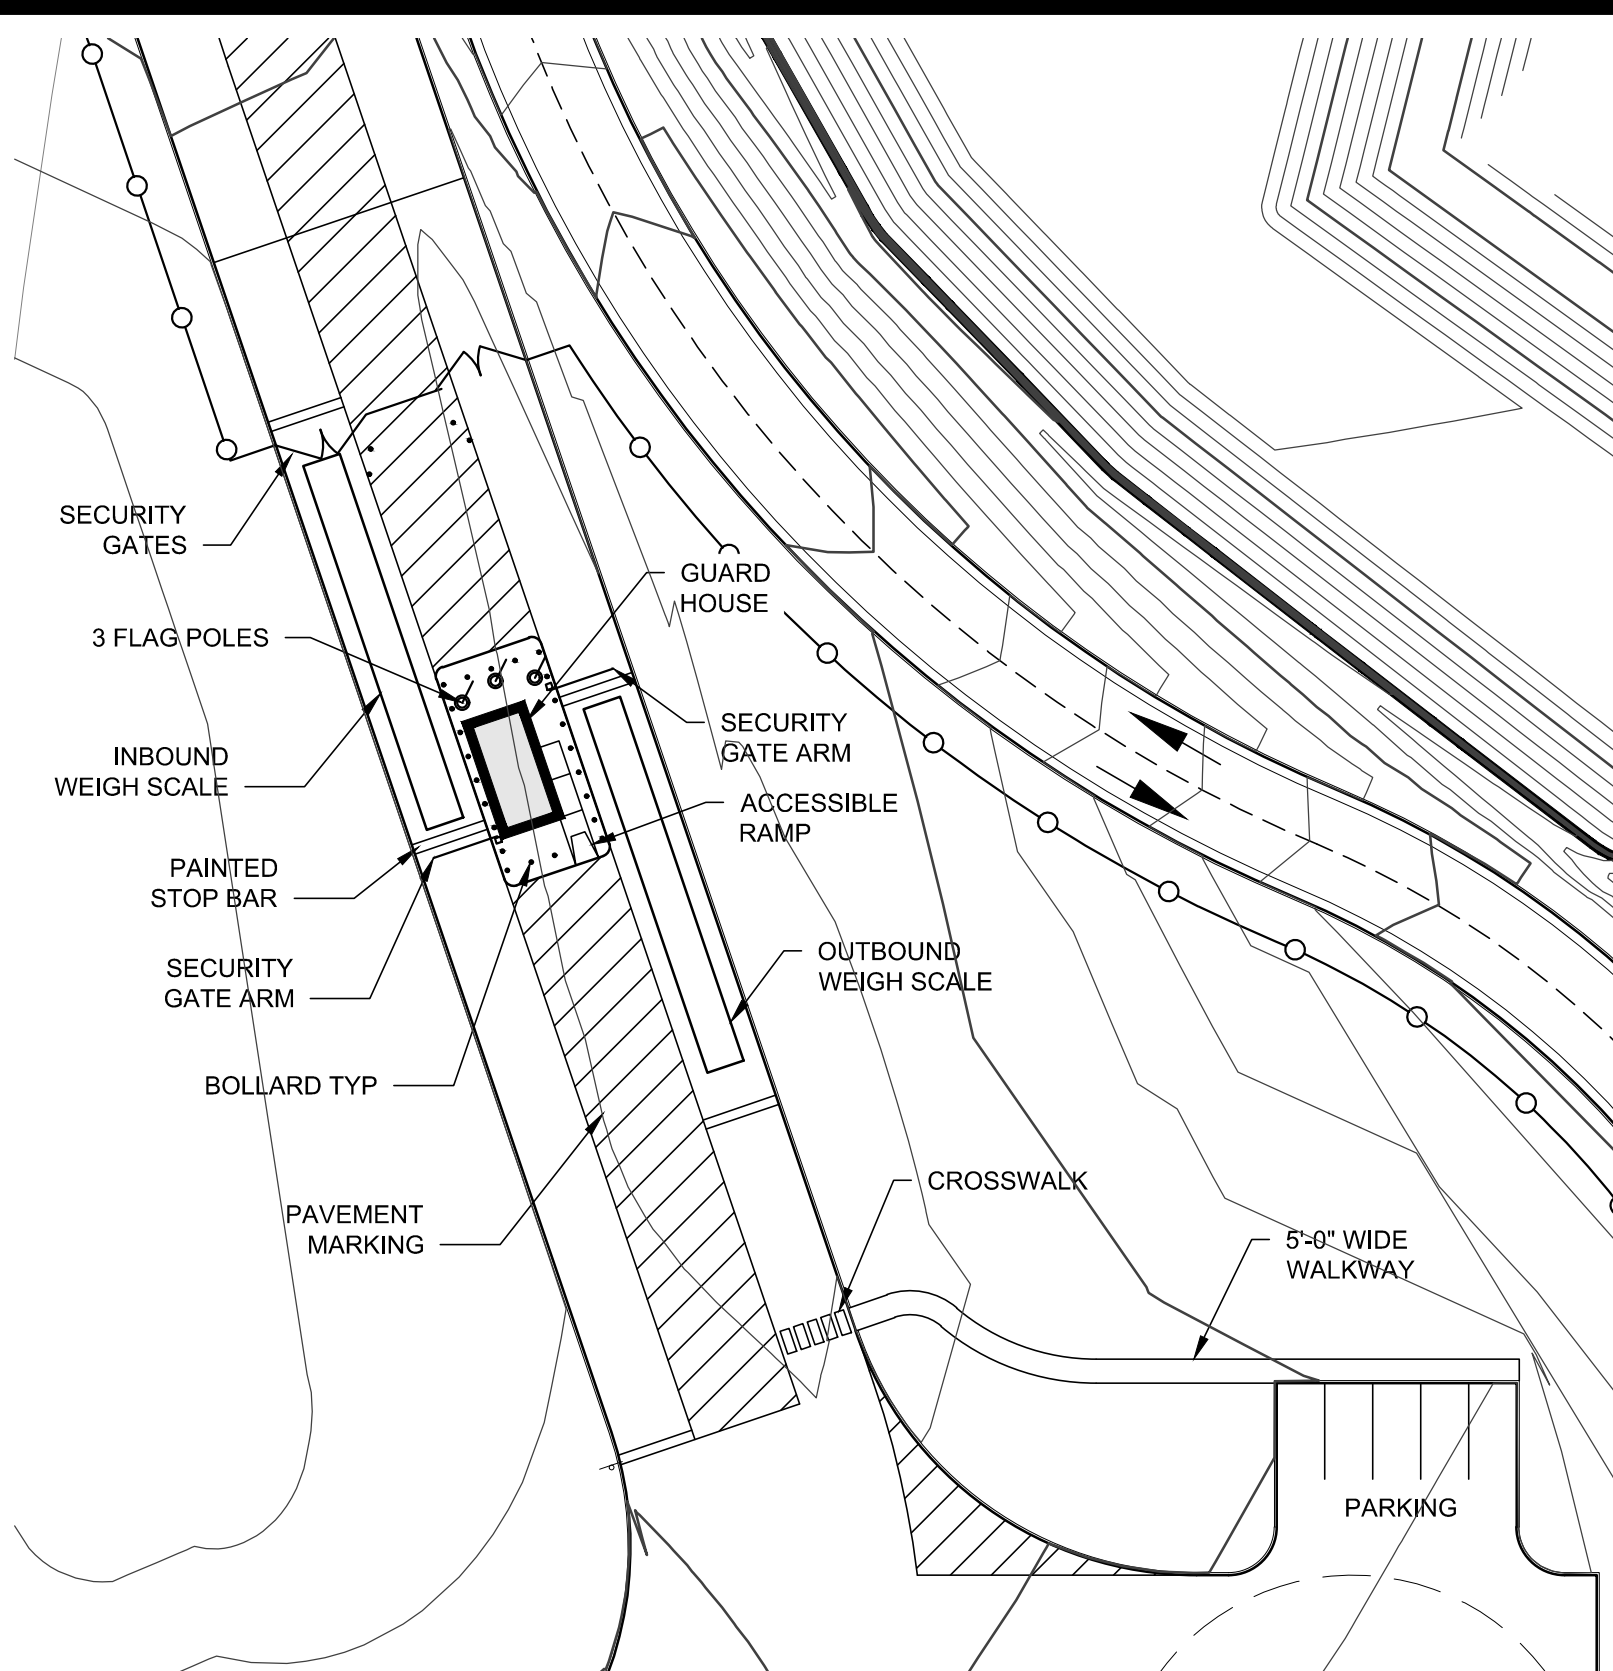 SECURITY
GATES
GUARD
HOUSE
3 FLAG POLES
SECURITY
GATE ARM
INBOUND
WEIGH SCALE
ACCESSIBLE
RAMP
PAINTED
STOP BAR
OUTBOUND
WEIGH SCALE
SECURITY
GATE ARM
BOLLARD TYP
CROSSWALK
PAVEMENT
MARKING
5'-0" WIDE
WALKWAY
PARKING